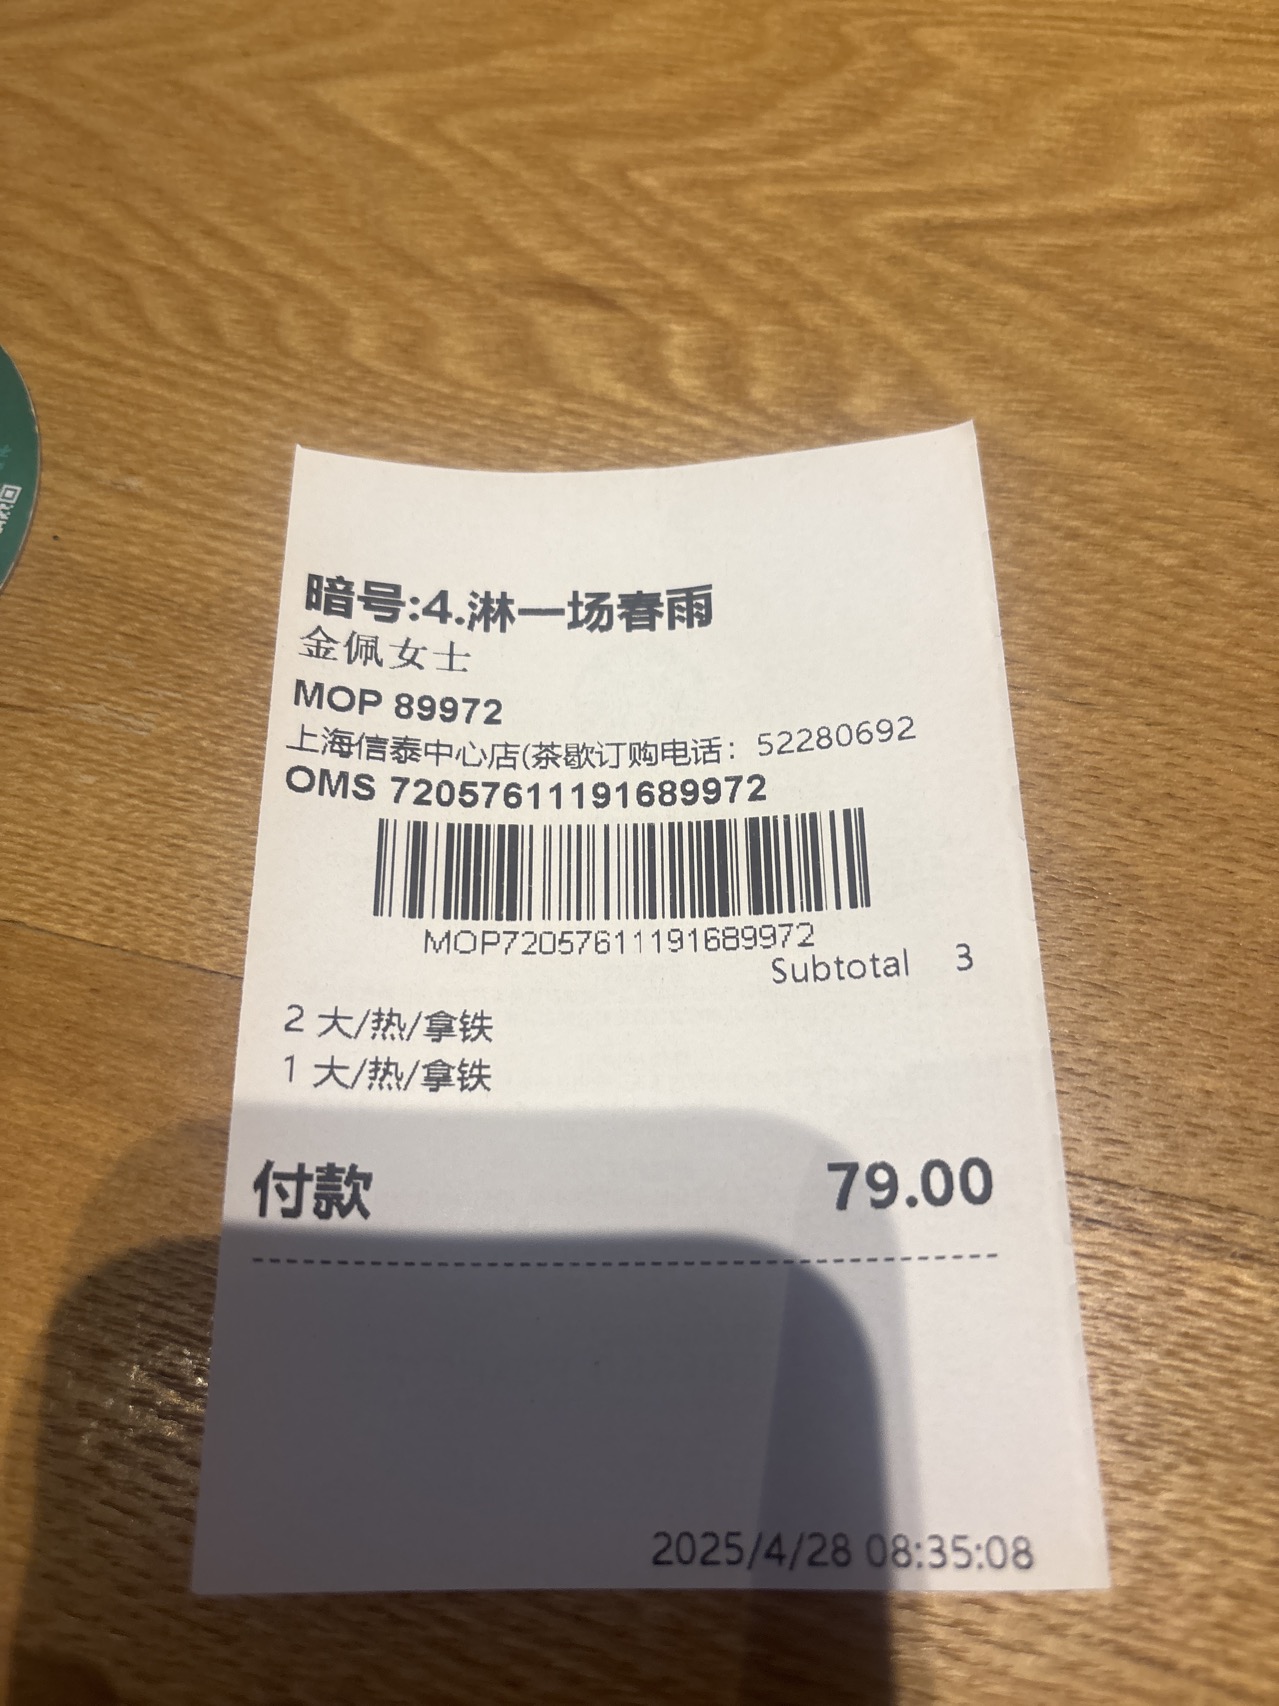 暗号:4.淋一场春雨
金佩女士
MOP 89972
上海信泰中心店(茶歇订购电话：52280692
OMS 72057611191689972
MOP72057611191689972
Subtotal 3
2 大/热/拿铁
1 大/热/拿铁
付款 79.00
2025/4/28 08:35:08